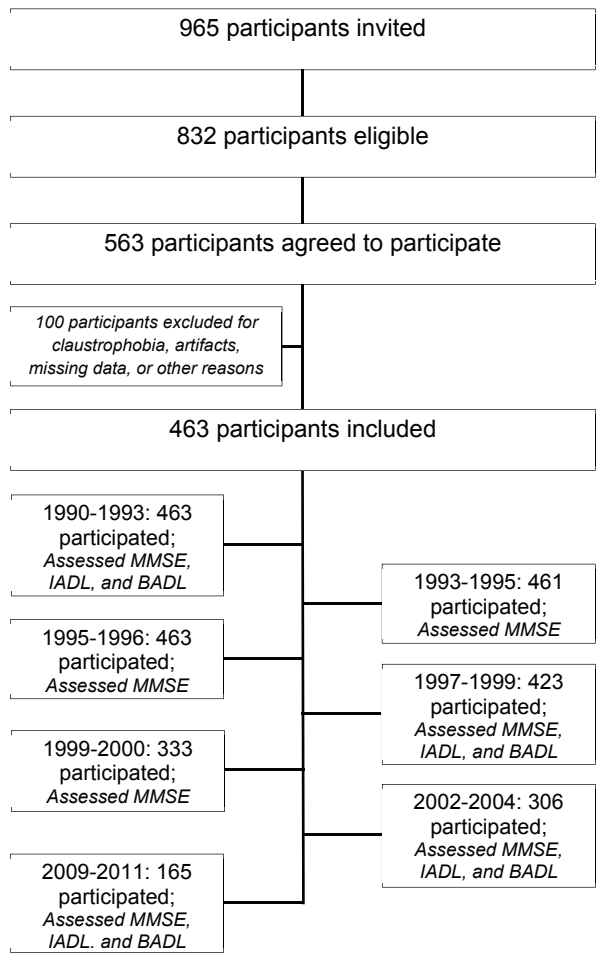 965 participants invited
832 participants eligible
563 participants agreed to participate
100 participants excluded for
claustrophobia, artifacts,
missing data, or other reasons
463 participants included
1990-1993: 463
participated;
Assessed MMSE,
IADL, and BADL
1993-1995: 461
participated;
Assessed MMSE
1995-1996: 463
participated;
Assessed MMSE
1997-1999: 423
participated;
Assessed MMSE,
IADL, and BADL
1999-2000: 333
participated;
Assessed MMSE
2002-2004: 306
participated;
Assessed MMSE,
IADL, and BADL
2009-2011: 165
participated;
Assessed MMSE,
IADL. and BADL